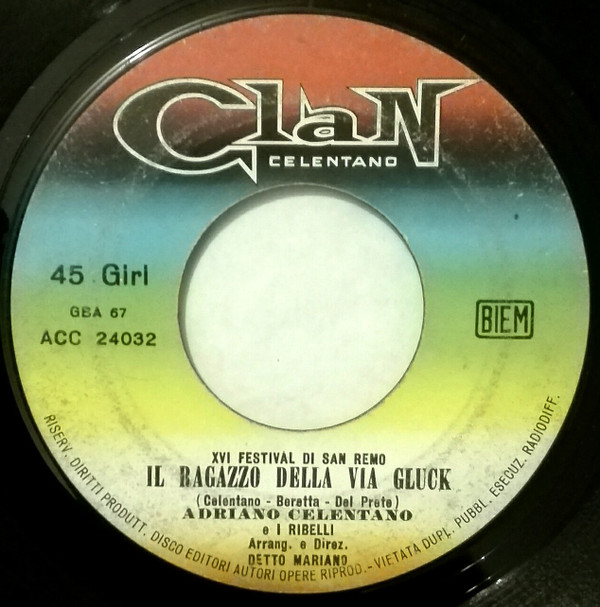 Clan
CELENTANO
45 Giri
GBA 67
ACC 24032
BIEM
XVI FESTIVAL DI SAN REMO
IL RAGAZZO DELLA VIA GLUCK
(Celentano - Beretta - Del Prete)
ADRIANO CELENTANO
e I RIBELLI
Arrang. e Direz.
DETTO MARIANO
RISERV. DIRITTI PRODUTT. DISCO EDITORI AUTORI OPERE RIPROD. - VIETATA DUPL. PUBBL. ESECUZ. RADIODIFF.